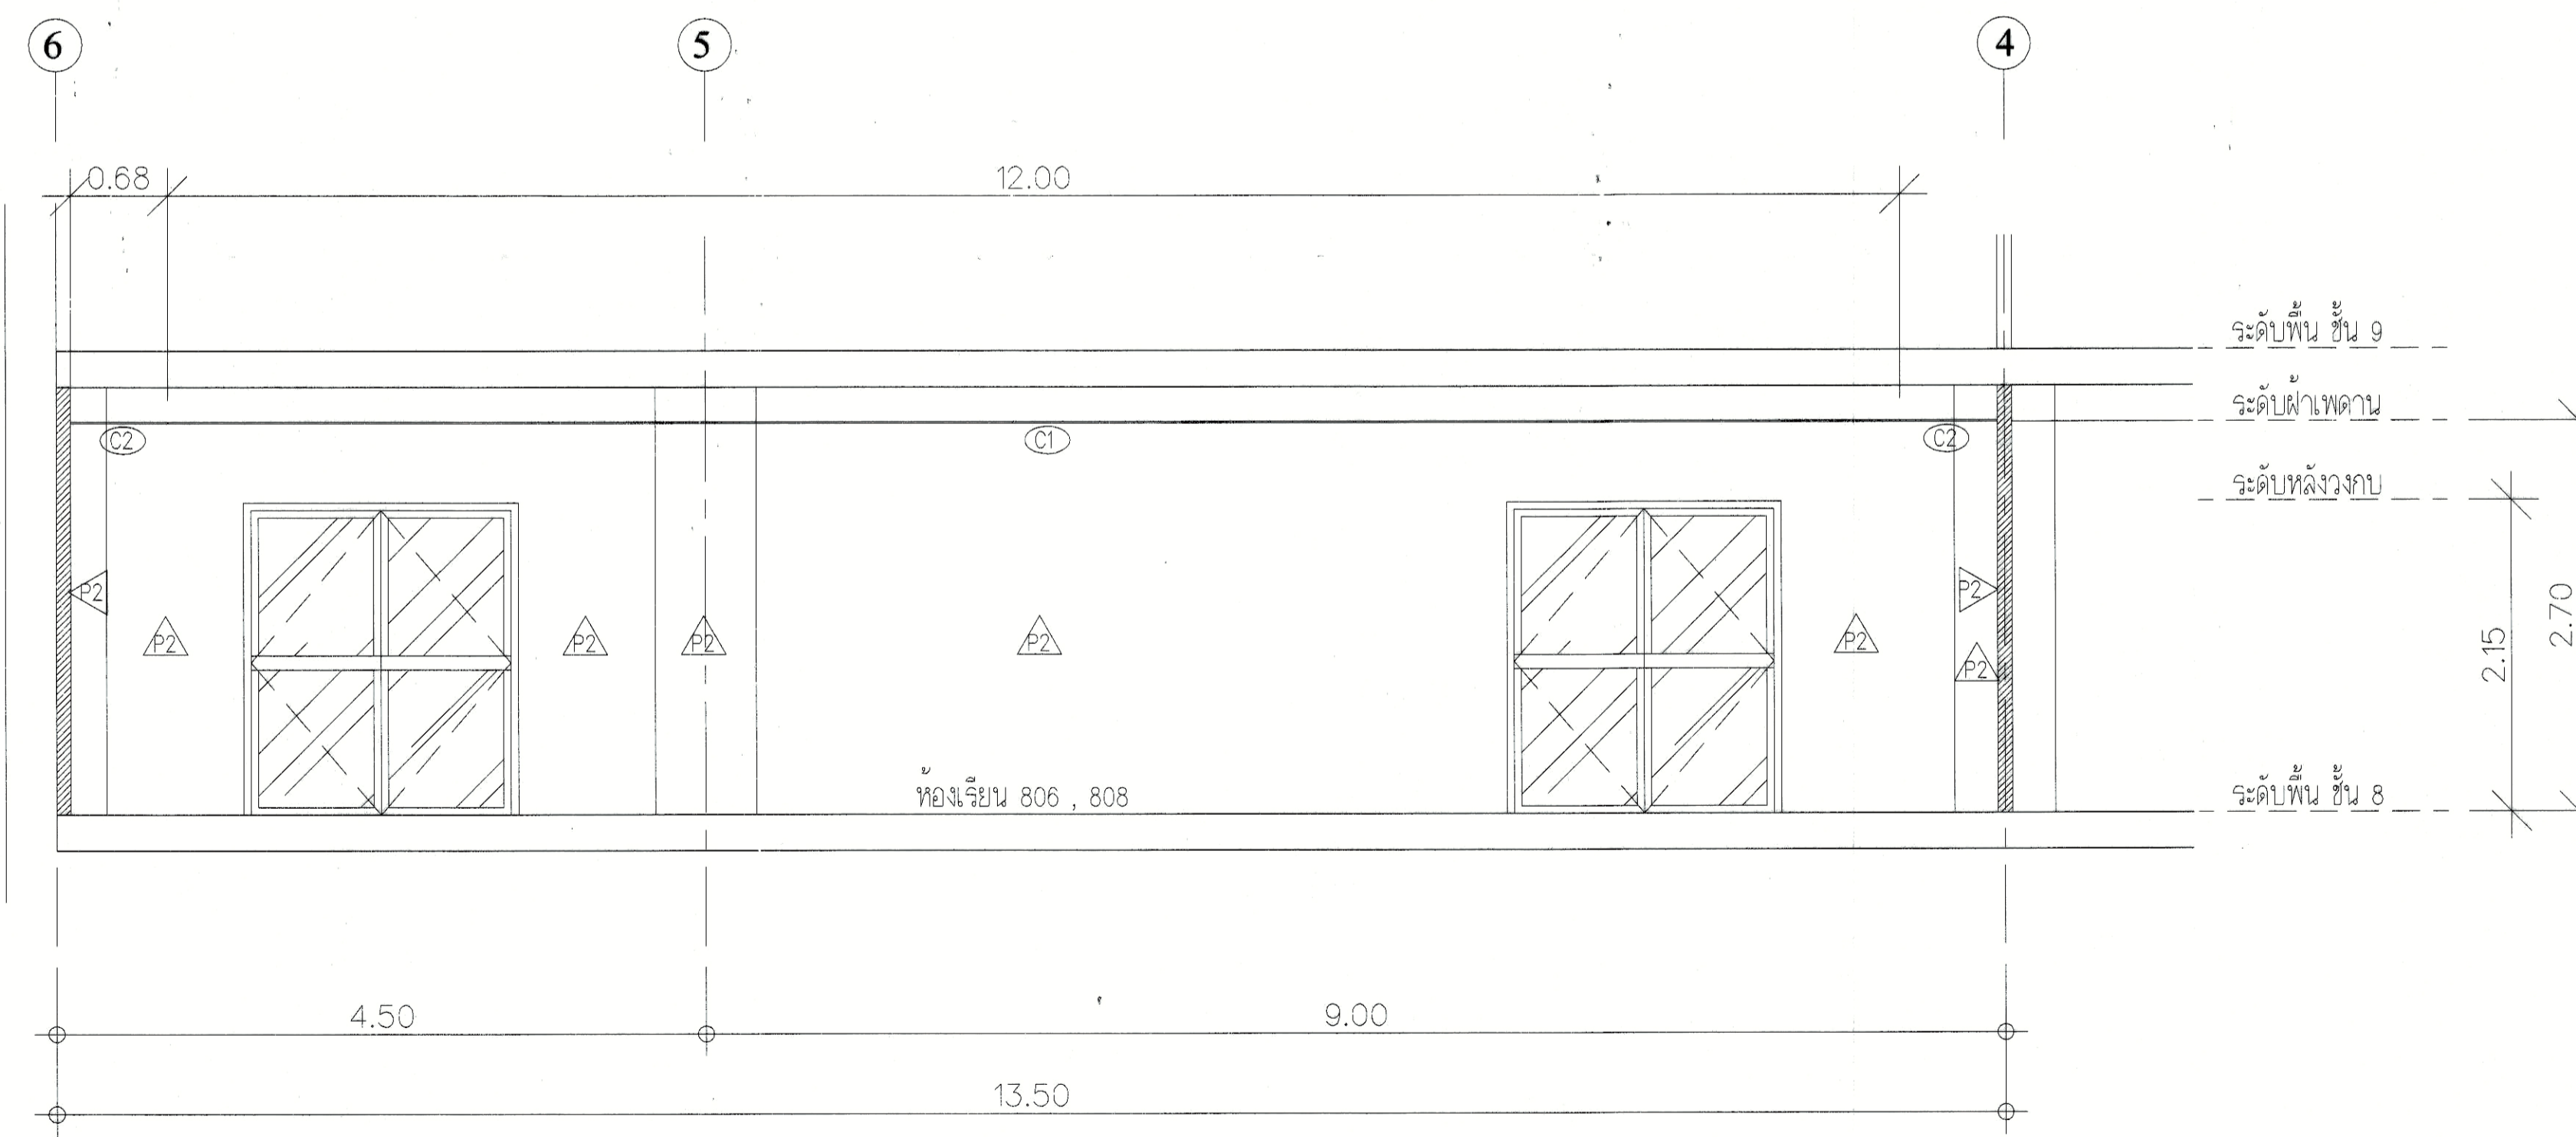 6 5 4
0.68 12.00
ระดับพื้น ชั้น 9
ระดับฝ้าเพดาน
C2 C1 C2
ระดับหลังวงกบ
P2 P2
P2 P2 P2 P2 P2
P2
2.15
2.70
ห้องเรียน 806 , 808
ระดับพื้น ชั้น 8
4.50 9.00
13.50